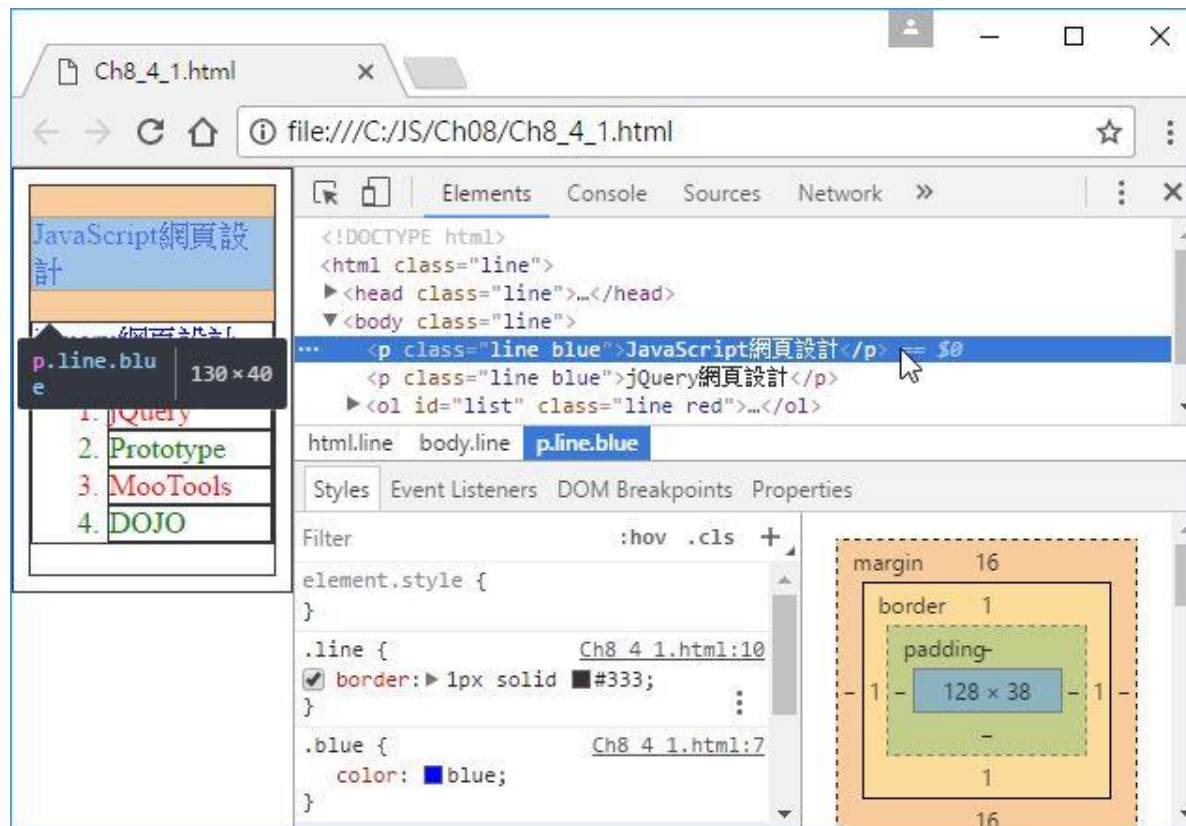 Ch8_4_1.html
file:///C:/JS/Ch08/Ch8_4_1.html
JavaScript網頁設
計
p.line.blu
e
130×40
1. jQuery
2. Prototype
3. MooTools
4. DOJO
Elements Console Sources Network »
<!DOCTYPE html>
<html class="line">
▶<head class="line">…</head>
▼<body class="line">
••• <p class="line blue">JavaScript網頁設計</p> == $0
<p class="line blue">jQuery網頁設計</p>
▶<ol id="list" class="line red">…</ol>
html.line body.line p.line.blue
Styles Event Listeners DOM Breakpoints Properties
Filter :hov .cls +
element.style {
}
.line { Ch8_4_1.html:10
border:▶1px solid #333;
}
.blue { Ch8_4_1.html:7
color: blue;
}
margin 16
border 1
padding -
- 1 - 128 × 38 - 1 -
-
1
16